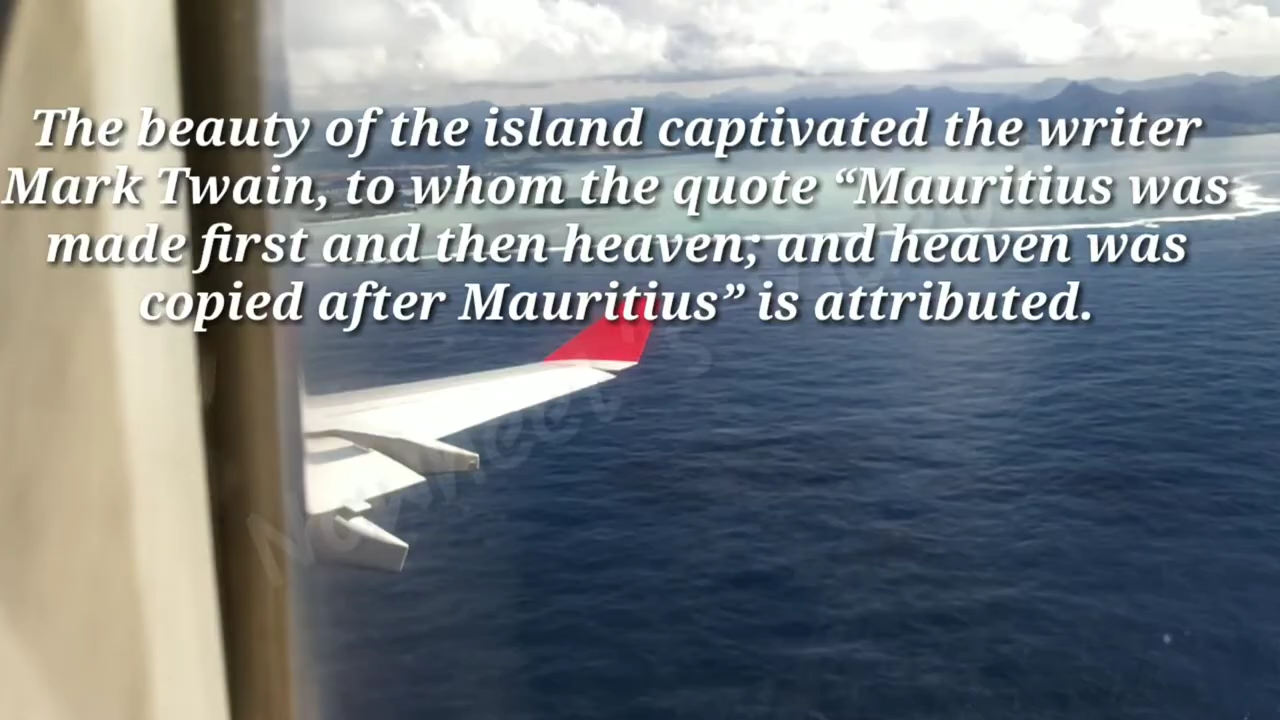 The beauty of the island captivated the writer
Mark Twain, to whom the quote “Mauritius was
made first and then heaven; and heaven was
copied after Mauritius” is attributed.